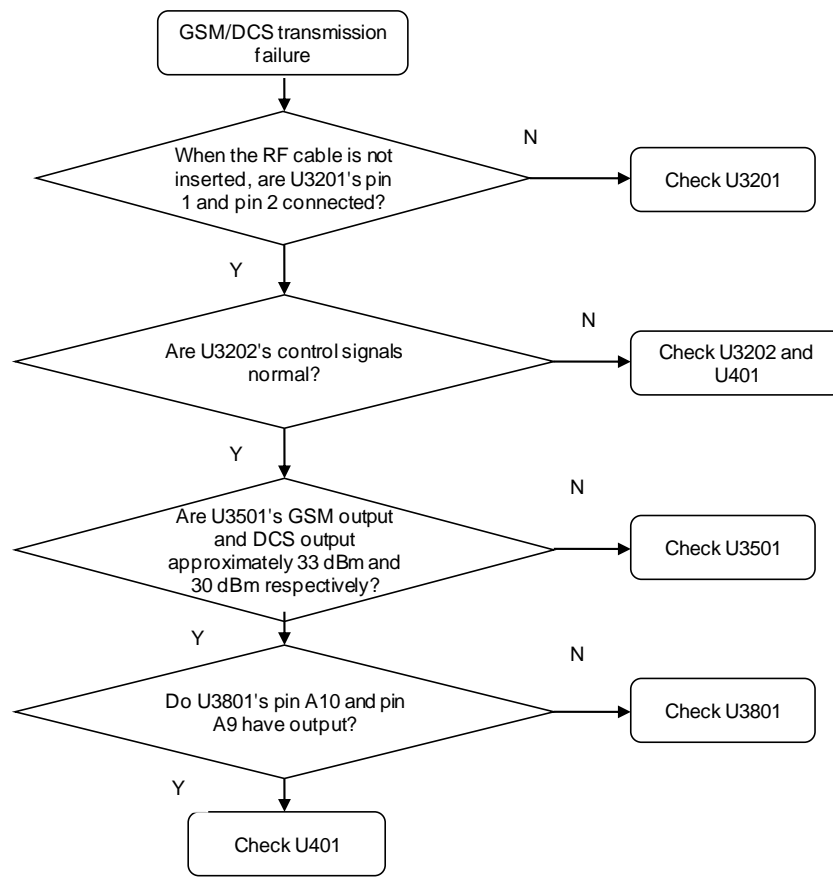 GSM/DCS transmission
failure
When the RF cable is not
inserted, are U3201's pin
1 and pin 2 connected?
N
Check U3201
Y
Are U3202's control signals
normal?
N
Check U3202 and
U401
Y
Are U3501's GSM output
and DCS output
approximately 33 dBm and
30 dBm respectively?
N
Check U3501
Y
Do U3801's pin A10 and pin
A9 have output?
N
Check U3801
Y
Check U401